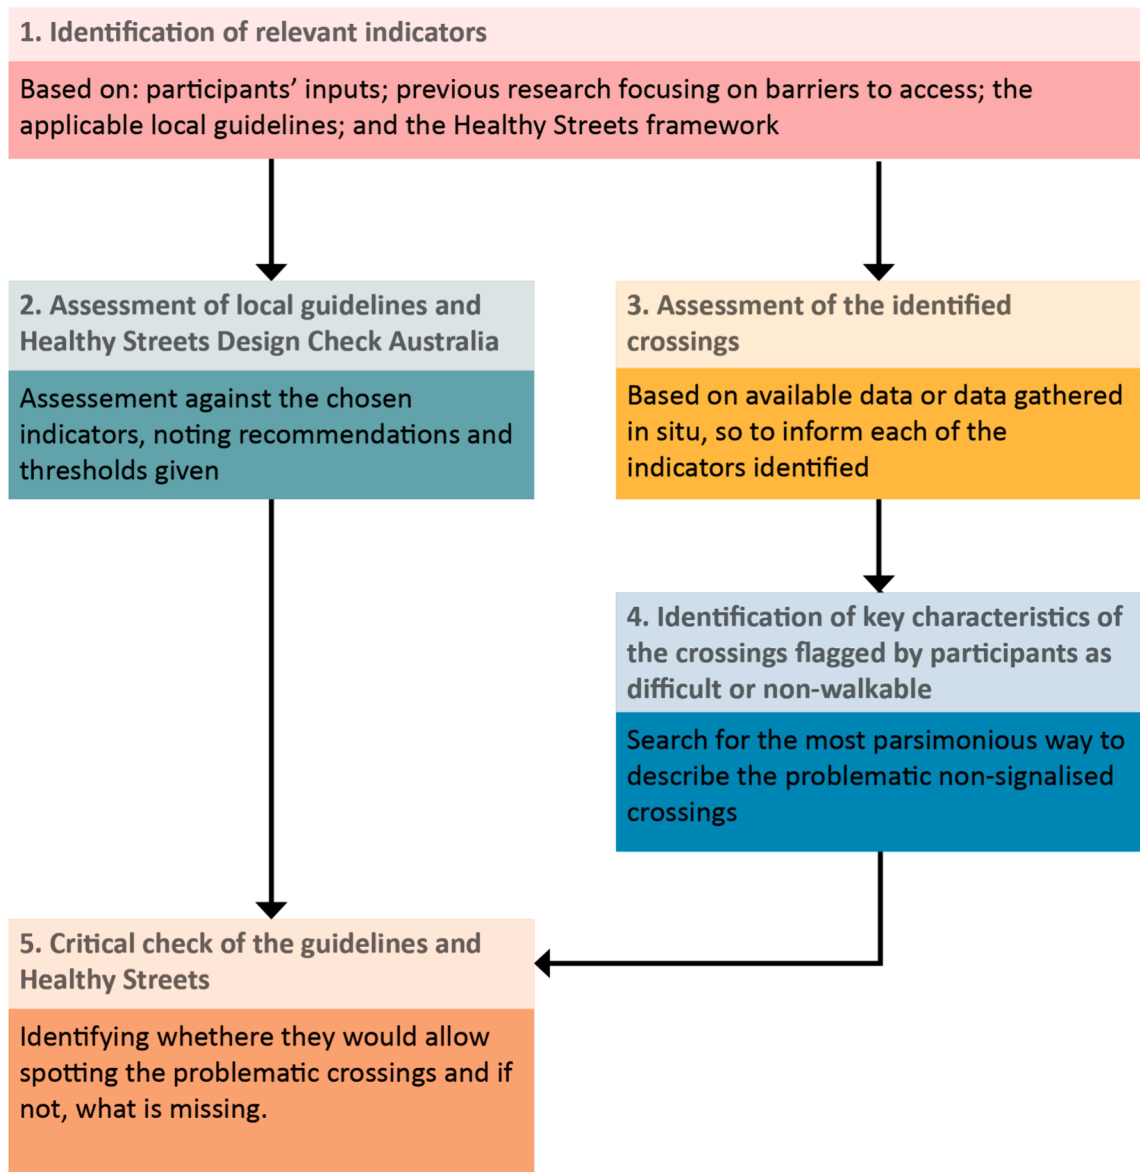 1. Identification of relevant indicators
Based on: participants’ inputs; previous research focusing on barriers to access; the
applicable local guidelines; and the Healthy Streets framework
2. Assessment of local guidelines and
Healthy Streets Design Check Australia
Assessement against the chosen
indicators, noting recommendations and
thresholds given
3. Assessment of the identified
crossings
Based on available data or data gathered
in situ, so to inform each of the
indicators identified
4. Identification of key characteristics of
the crossings flagged by participants as
difficult or non-walkable
Search for the most parsimonious way to
describe the problematic non-signalised
crossings
5. Critical check of the guidelines and
Healthy Streets
Identifying whethere they would allow
spotting the problematic crossings and if
not, what is missing.